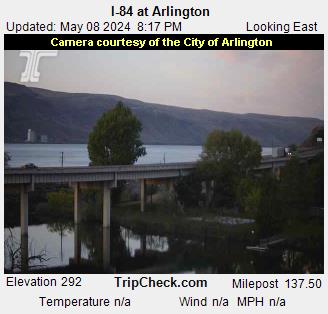 I-84 at Arlington
Updated: May 08 2024 8:17 PM Looking East
Camera courtesy of the City of Arlington
Elevation 292 TripCheck.com Milepost 137.50
Temperature n/a Wind n/a MPH n/a